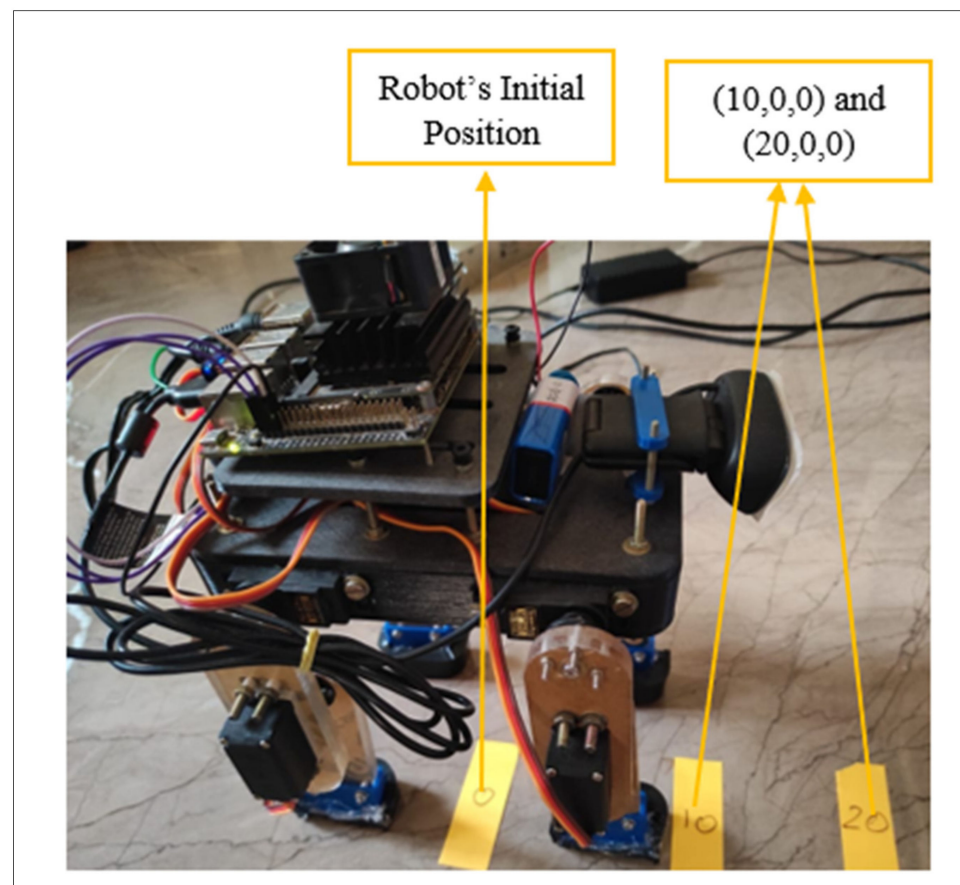 Robot’s Initial
Position
(10,0,0) and
(20,0,0)
0
10
20